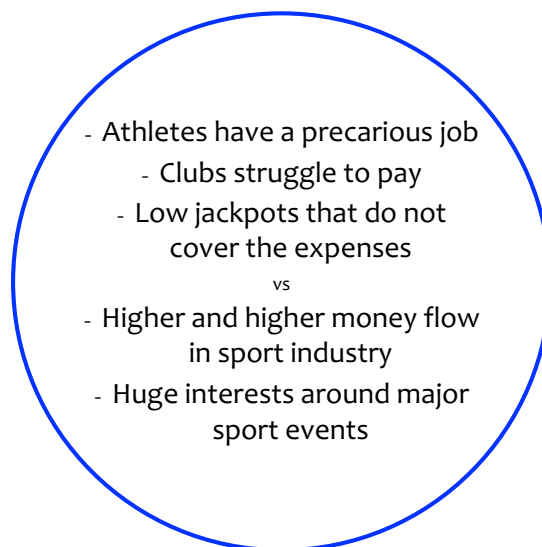 - Athletes have a precarious job
- Clubs struggle to pay
- Low jackpots that do not
cover the expenses
vs
- Higher and higher money flow
in sport industry
- Huge interests around major
sport events